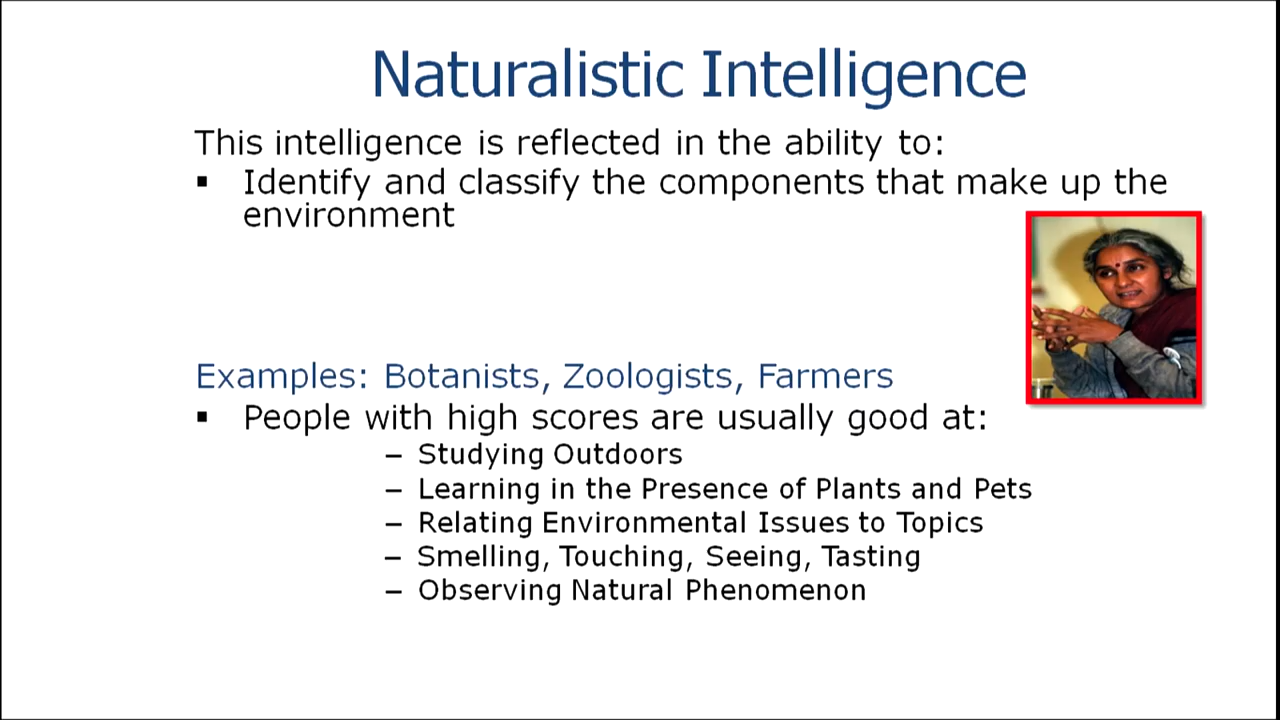 Naturalistic Intelligence
This intelligence is reflected in the ability to:
▪ Identify and classify the components that make up the
environment
Examples: Botanists, Zoologists, Farmers
▪ People with high scores are usually good at:
– Studying Outdoors
– Learning in the Presence of Plants and Pets
– Relating Environmental Issues to Topics
– Smelling, Touching, Seeing, Tasting
– Observing Natural Phenomenon